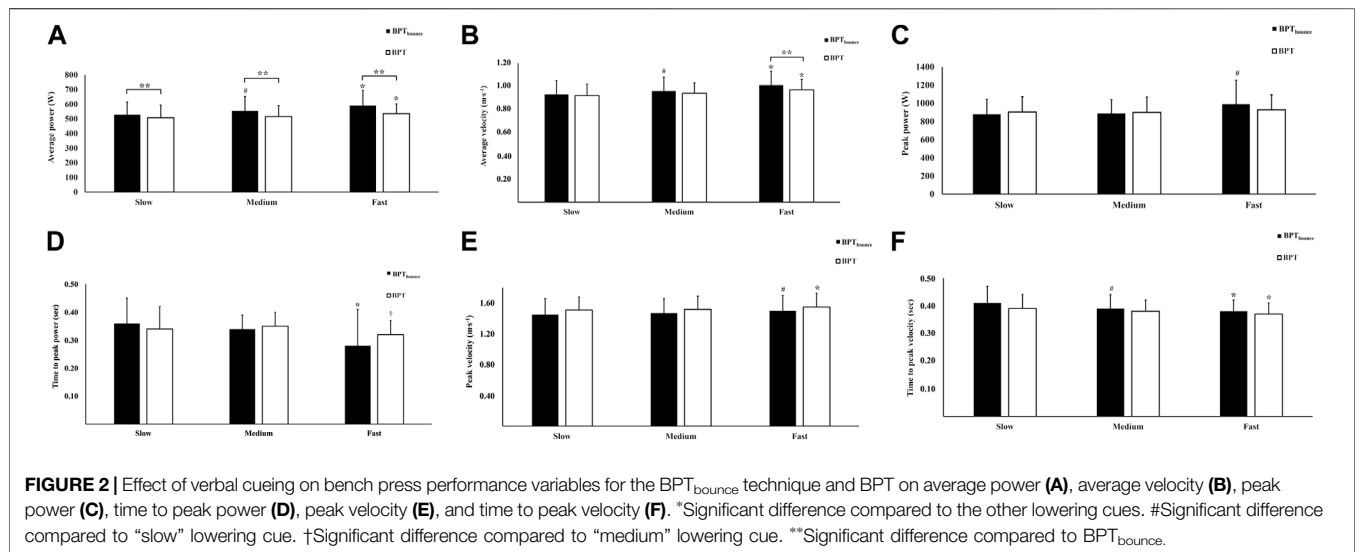 A
BPTbounce
BPT
Average power (W)
800
700
600
500
400
300
200
100
0
**
**
#
**
*
*
Slow Medium Fast
B
BPTbounce
BPT
Average velocity (m·s-1)
1.20
1.00
0.80
0.60
0.40
0.20
#
**
*
*
Slow Medium Fast
C
BPTbounce
BPT
Peak power (W)
1400
1200
1000
800
600
400
200
0
#
Slow Medium Fast
D
BPTbounce
BPT
Time to peak power (sec)
0.50
0.40
0.30
0.20
0.10
*
†
Slow Medium Fast
E
BPTbounce
BPT
Peak velocity (m·s-1)
1.60
1.20
0.80
0.40
#
*
Slow Medium Fast
F
BPTbounce
BPT
Time to peak velocity (sec)
0.50
0.40
0.30
0.20
0.10
#
*
*
Slow Medium Fast
FIGURE 2 | Effect of verbal cueing on bench press performance variables for the BPTbounce technique and BPT on average power (A), average velocity (B), peak
power (C), time to peak power (D), peak velocity (E), and time to peak velocity (F). *Significant difference compared to the other lowering cues. #Significant difference
compared to “slow” lowering cue. †Significant difference compared to “medium” lowering cue. **Significant difference compared to BPTbounce.